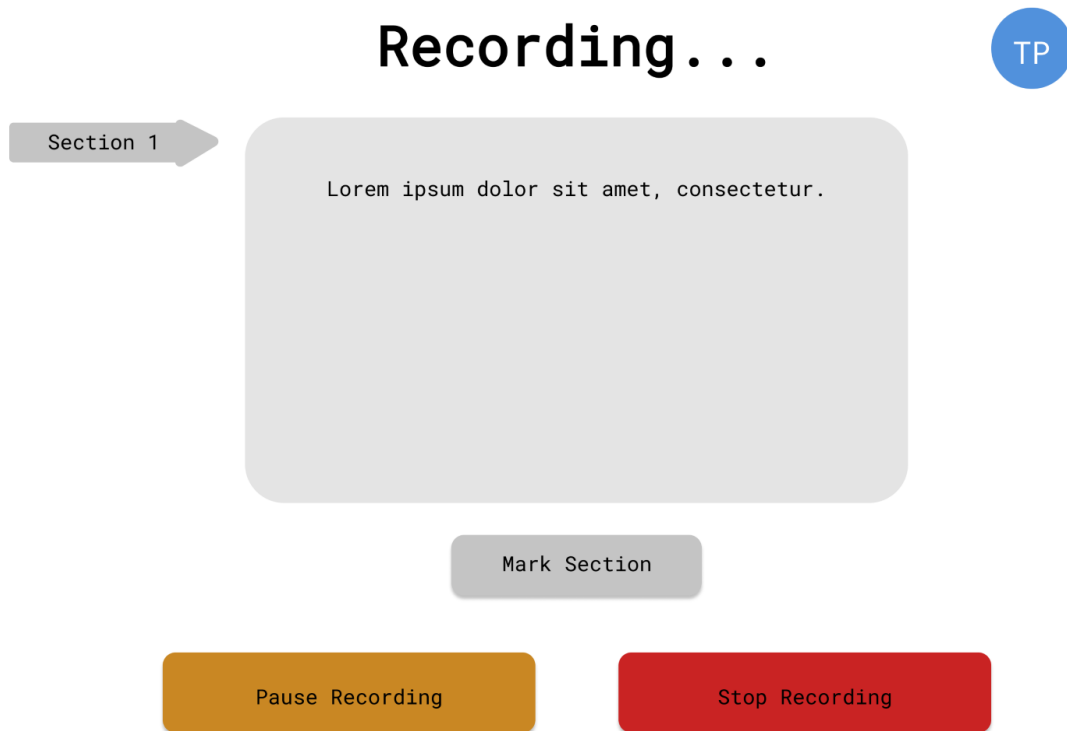 Recording...
TP
Section 1
Lorem ipsum dolor sit amet, consectetur.
Mark Section
Pause Recording
Stop Recording